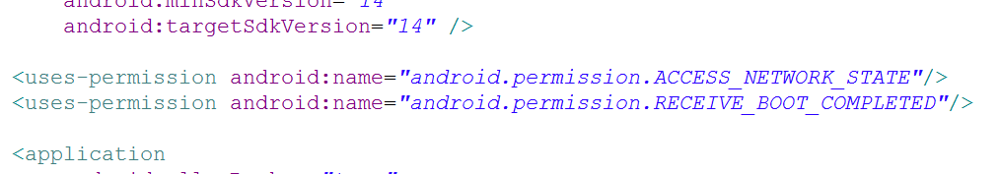 android:minSdkVersion="14"
android:targetSdkVersion="14" />
<uses-permission android:name="android.permission.ACCESS_NETWORK_STATE"/>
<uses-permission android:name="android.permission.RECEIVE_BOOT_COMPLETED"/>
<application